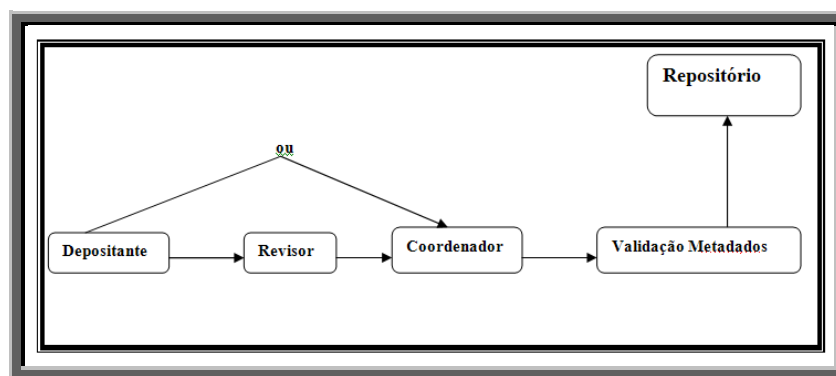 Repositório
ou
Depositante
Revisor
Coordenador
Validação Metadados